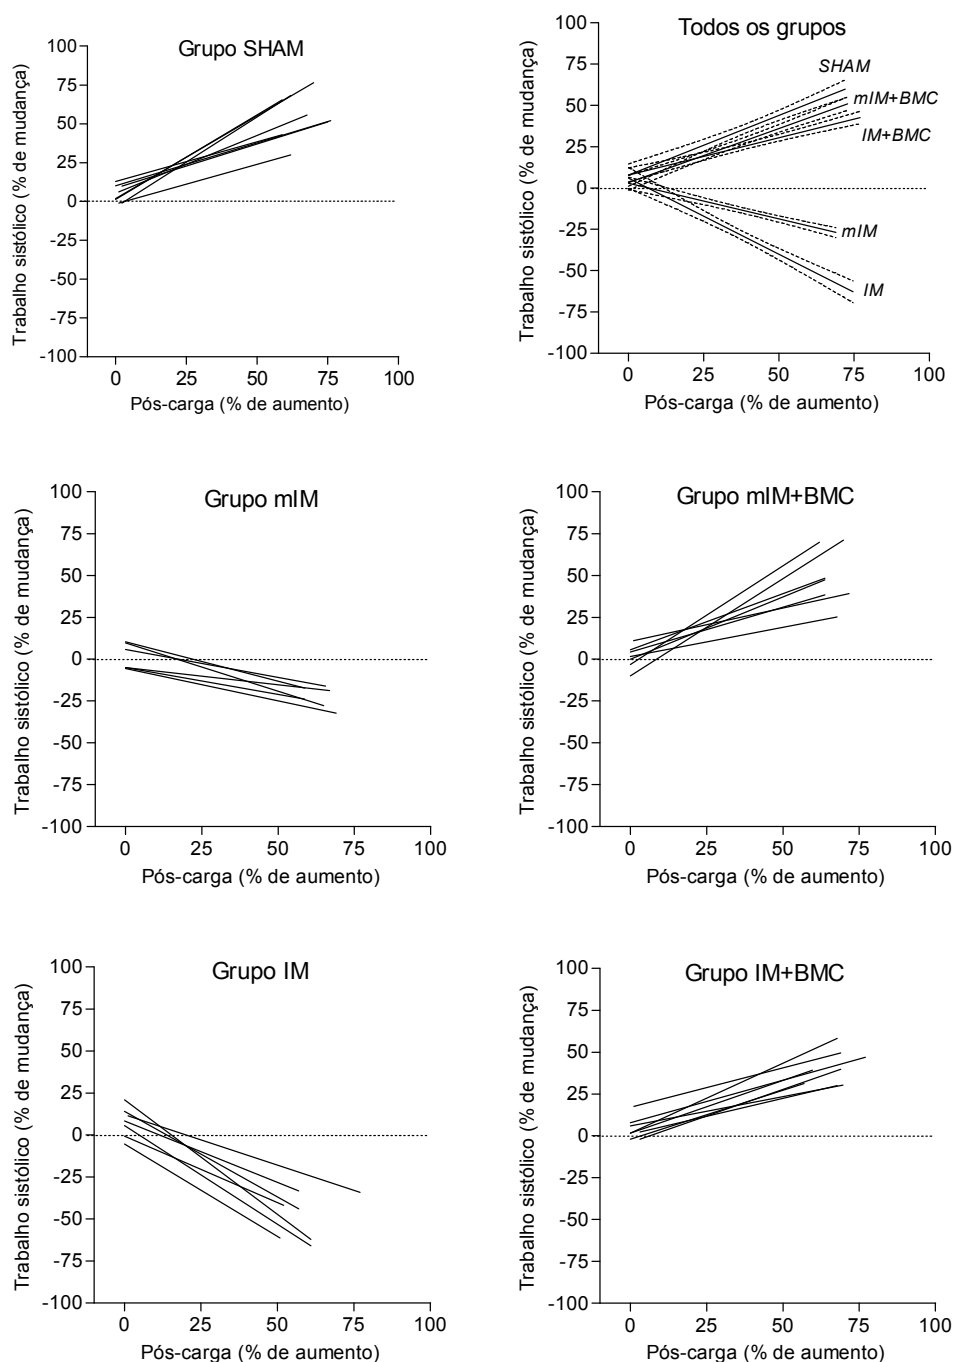 Grupo SHAM
Trabalho sistólico (% de mudança)
100
75
50
25
0
-25
-50
-75
-100
0 25 50 75 100
Pós-carga (% de aumento)
Todos os grupos
Trabalho sistólico (% de mudança)
100
75
50
25
0
-25
-50
-75
-100
SHAM
mIM+BMC
IM+BMC
mIM
IM
0 25 50 75 100
Pós-carga (% de aumento)
Grupo mIM
Trabalho sistólico (% de mudança)
100
75
50
25
0
-25
-50
-75
-100
0 25 50 75 100
Pós-carga (% de aumento)
Grupo mIM+BMC
Trabalho sistólico (% de mudança)
100
75
50
25
0
-25
-50
-75
-100
0 25 50 75 100
Pós-carga (% de aumento)
Grupo IM
Trabalho sistólico (% de mudança)
100
75
50
25
0
-25
-50
-75
-100
0 25 50 75 100
Pós-carga (% de aumento)
Grupo IM+BMC
Trabalho sistólico (% de mudança)
100
75
50
25
0
-25
-50
-75
-100
0 25 50 75 100
Pós-carga (% de aumento)